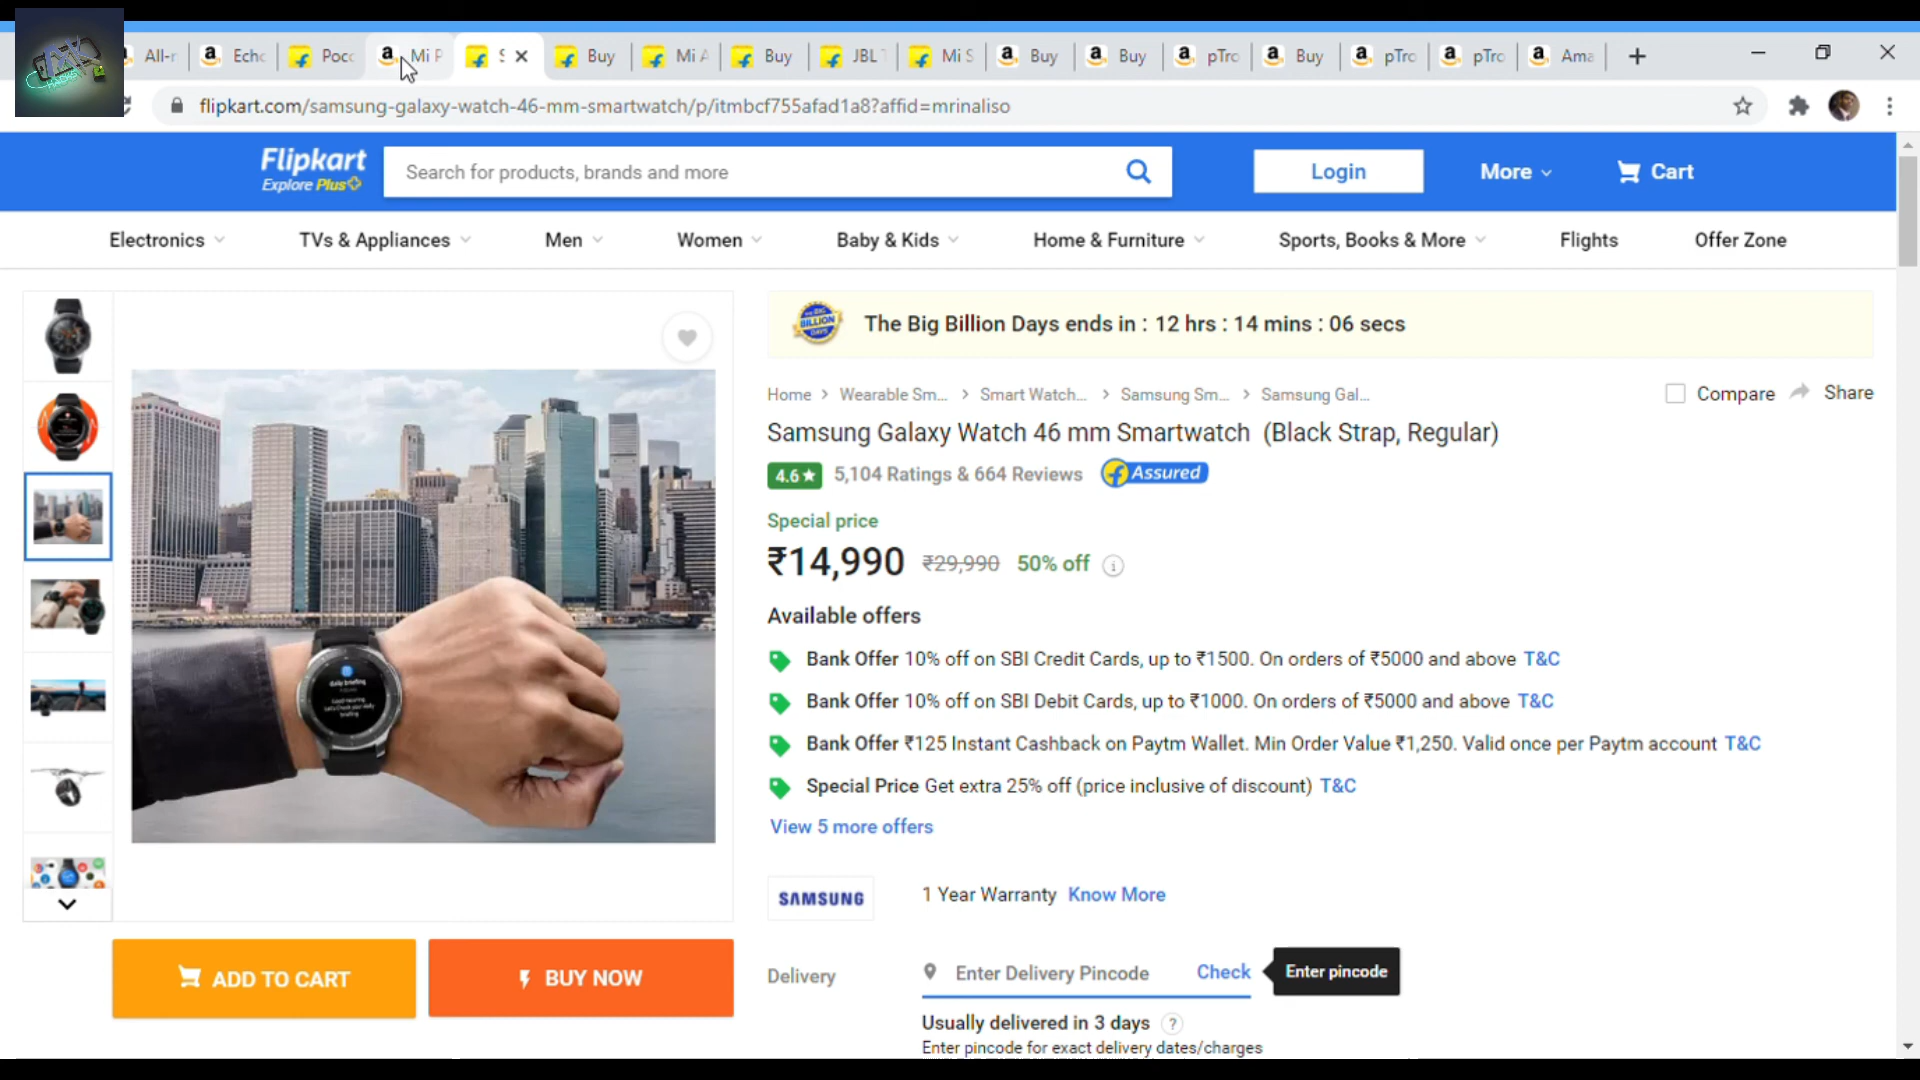 All-r
Echo
Poco
Mi P
S
Buy
Mi A
Buy
JBL T
Mi S
Buy
Buy
pTro
Buy
pTro
pTro
Ama
flipkart.com/samsung-galaxy-watch-46-mm-smartwatch/p/itmbcf755afad1a8?affid=mrinaliso
Flipkart
Explore Plus
Search for products, brands and more
Login
More
Cart
Electronics
TVs & Appliances
Men
Women
Baby & Kids
Home & Furniture
Sports, Books & More
Flights
Offer Zone
The Big Billion Days ends in : 12 hrs : 14 mins : 06 secs
Home > Wearable Sm... > Smart Watch... > Samsung Sm... > Samsung Gal...
Compare
Share
Samsung Galaxy Watch 46 mm Smartwatch (Black Strap, Regular)
4.6★ 5,104 Ratings & 664 Reviews Assured
Special price
₹14,990 ₹29,990 50% off
Available offers
Bank Offer 10% off on SBI Credit Cards, up to ₹1500. On orders of ₹5000 and above T&C
Bank Offer 10% off on SBI Debit Cards, up to ₹1000. On orders of ₹5000 and above T&C
Bank Offer ₹125 Instant Cashback on Paytm Wallet. Min Order Value ₹1,250. Valid once per Paytm account T&C
Special Price Get extra 25% off (price inclusive of discount) T&C
View 5 more offers
SAMSUNG
1 Year Warranty Know More
ADD TO CART
BUY NOW
Delivery
Enter Delivery Pincode
Check
Enter pincode
Usually delivered in 3 days ?
Enter pincode for exact delivery dates/charges